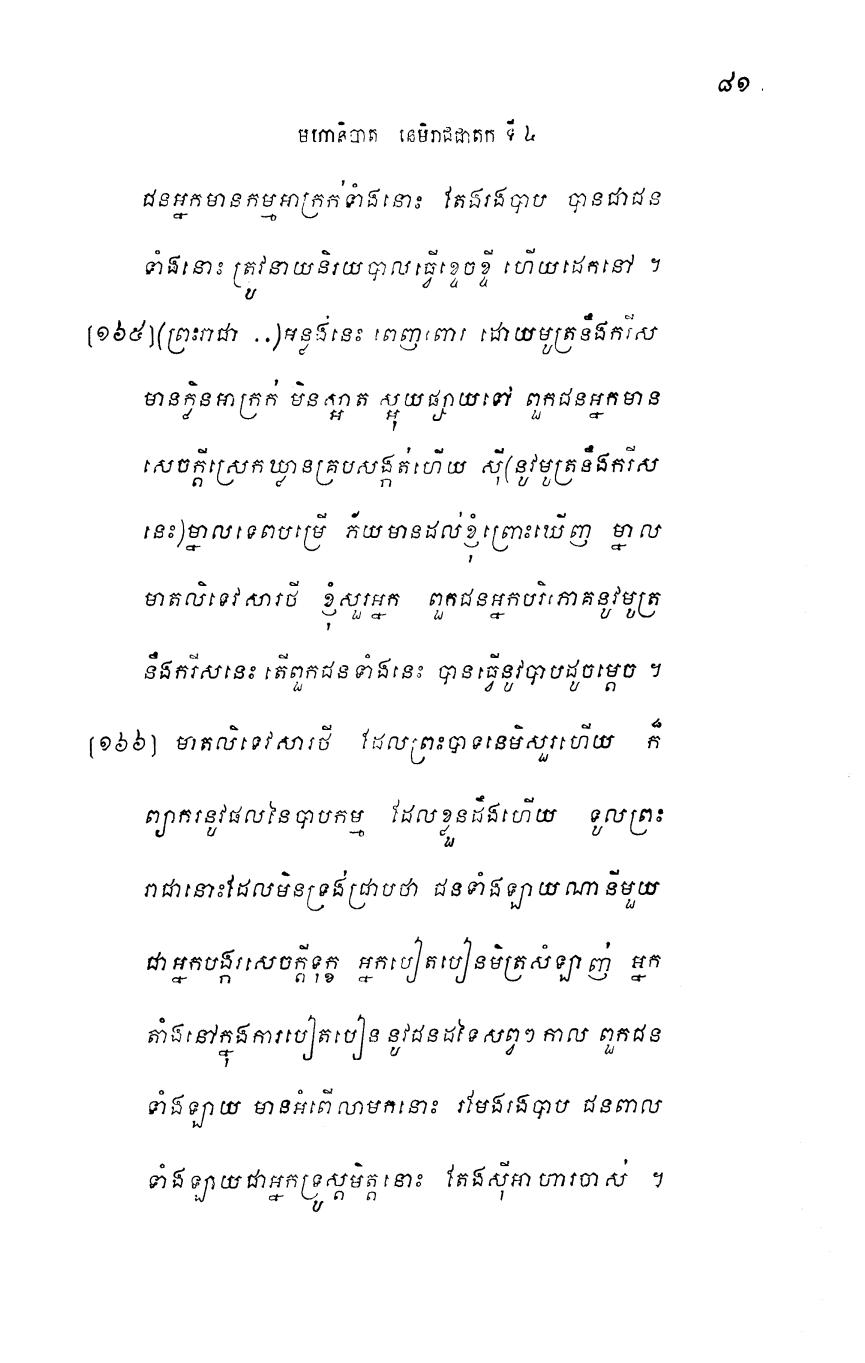 ៨១
មហានិបាត នេមិរាជជាតក ទី ៤
ជនអ្នកមានកម្មអាក្រក់ទាំងនោះ តែងរងបាប បានជាជន
ទាំងនោះ ត្រូវនាយនិរយបាលធ្វើខ្ទេចខ្ទី ហើយដេកនៅ ។
[១៦៥](ព្រះរាជា ..)អន្លង់នេះ ពេញពោរ ដោយមូត្រនឹងករីស
មានក្លិនអាក្រក់ មិនស្អាត ស្អុយផ្សាយទៅ ពួកជនអ្នកមាន
សេចក្តីស្រេកឃ្លានគ្របសង្កត់ហើយ ស៊ី(នូវមូត្រនឹងករីស
នេះ)ម្នាលទេពបម្រើ ភ័យមានដល់ខ្ញុំព្រោះឃើញ ម្នាល
មាតលិទេវសារថី ខ្ញុំសួរអ្នក ពួកជនអ្នកបរិភោគនូវមូត្រ
នឹងករីសនេះ តើពួកជនទាំងនេះ បានធ្វើនូវបាបដូចម្តេច ។
[១៦៦] មាតលិទេវសារថី ដែលព្រះបាទនេមិសួរហើយ ក៏
ព្យាករនូវផលនៃបាបកម្ម ដែលខ្លួនដឹងហើយ ទូលព្រះ
រាជានោះដែលមិនទ្រង់ជ្រាបថា ជនទាំងឡាយណានីមួយ
ជាអ្នកបង្ករសេចក្តីទុក្ខ អ្នកបៀតបៀនមិត្រសំឡាញ់ អ្នក
តាំងនៅក្នុងការបៀតបៀន នូវជនដទៃសព្វៗ កាល ពួកជន
ទាំងឡាយ មានអំពើលាមកនោះ រមែងរងបាប ជនពាល
ទាំងឡាយជាអ្នកទ្រូស្តមិត្តនោះ តែងស៊ីអាហារចាស់ ។